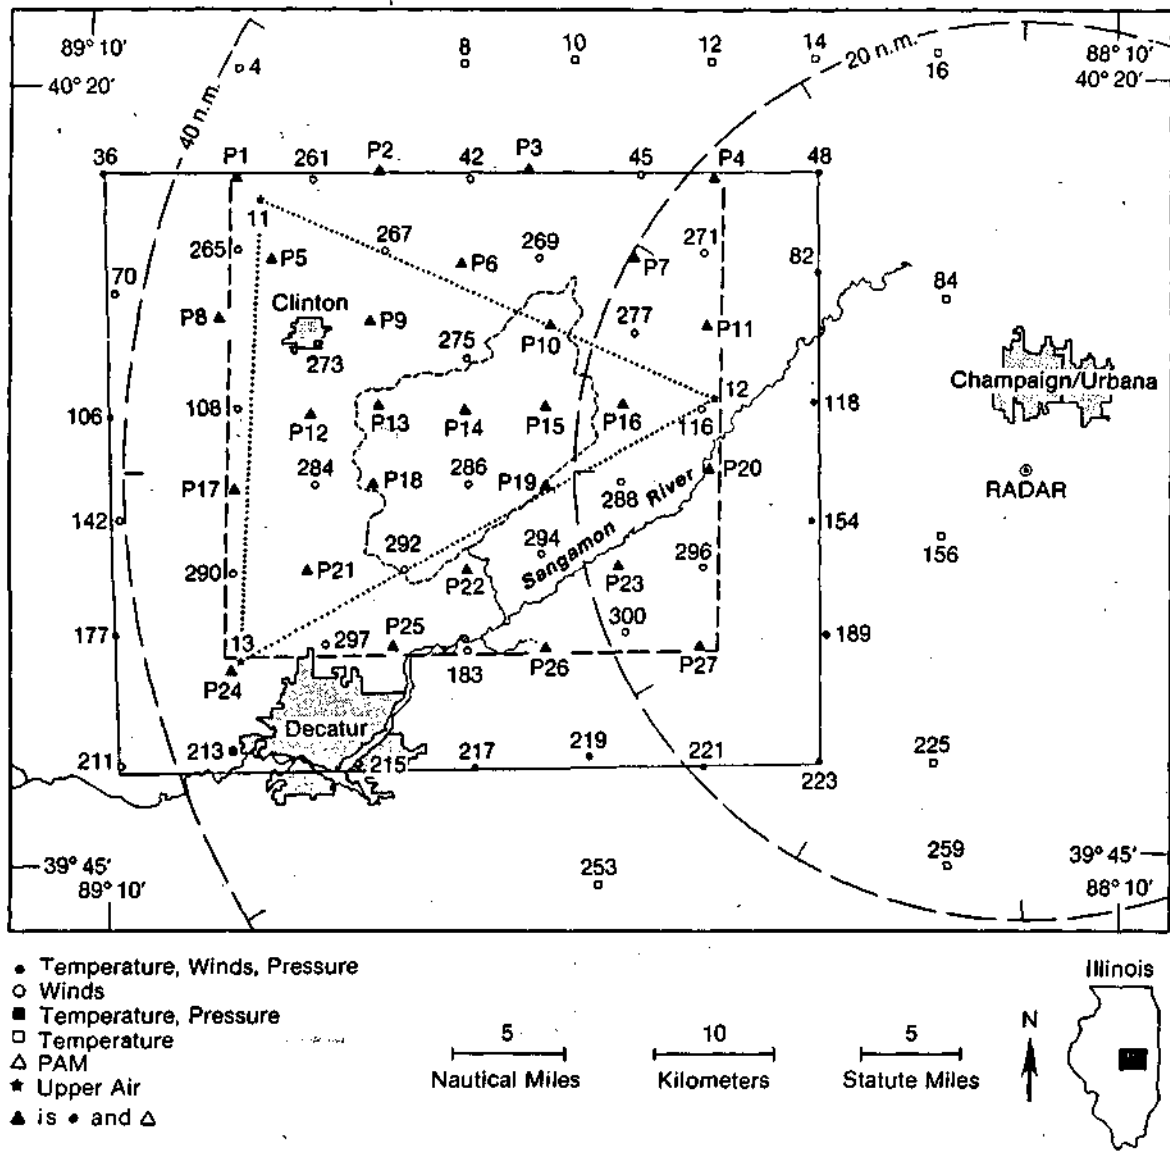 8
10
12
14
89° 10'
88° 10'
4
20 n.m.
16
40° 20'
40° 20'
40 n.m.
36
P1
261
P2
42
P3
45
P4
48
11
265
P5
267
P6
269
P7
271
82
70
84
Clinton
P8
P9
275
P10
277
P11
273
Champaign/Urbana
12
106
108
P12
P13
P14
P15
P16
116
118
284
286
P17
P18
P19
288
P20
RADAR
Sangamon River
142
292
294
154
290
P21
P22
P23
296
156
300
177
13
297
P25
189
P24
183
P26
P27
Decatur
213
219
211
215
217
221
225
223
39° 45'
253
259
39° 45'
89° 10'
88° 10'
• Temperature, Winds, Pressure
○ Winds
■ Temperature, Pressure
□ Temperature
△ PAM
★ Upper Air
▲ is • and △
5
Nautical Miles
10
Kilometers
5
Statute Miles
N
Illinois